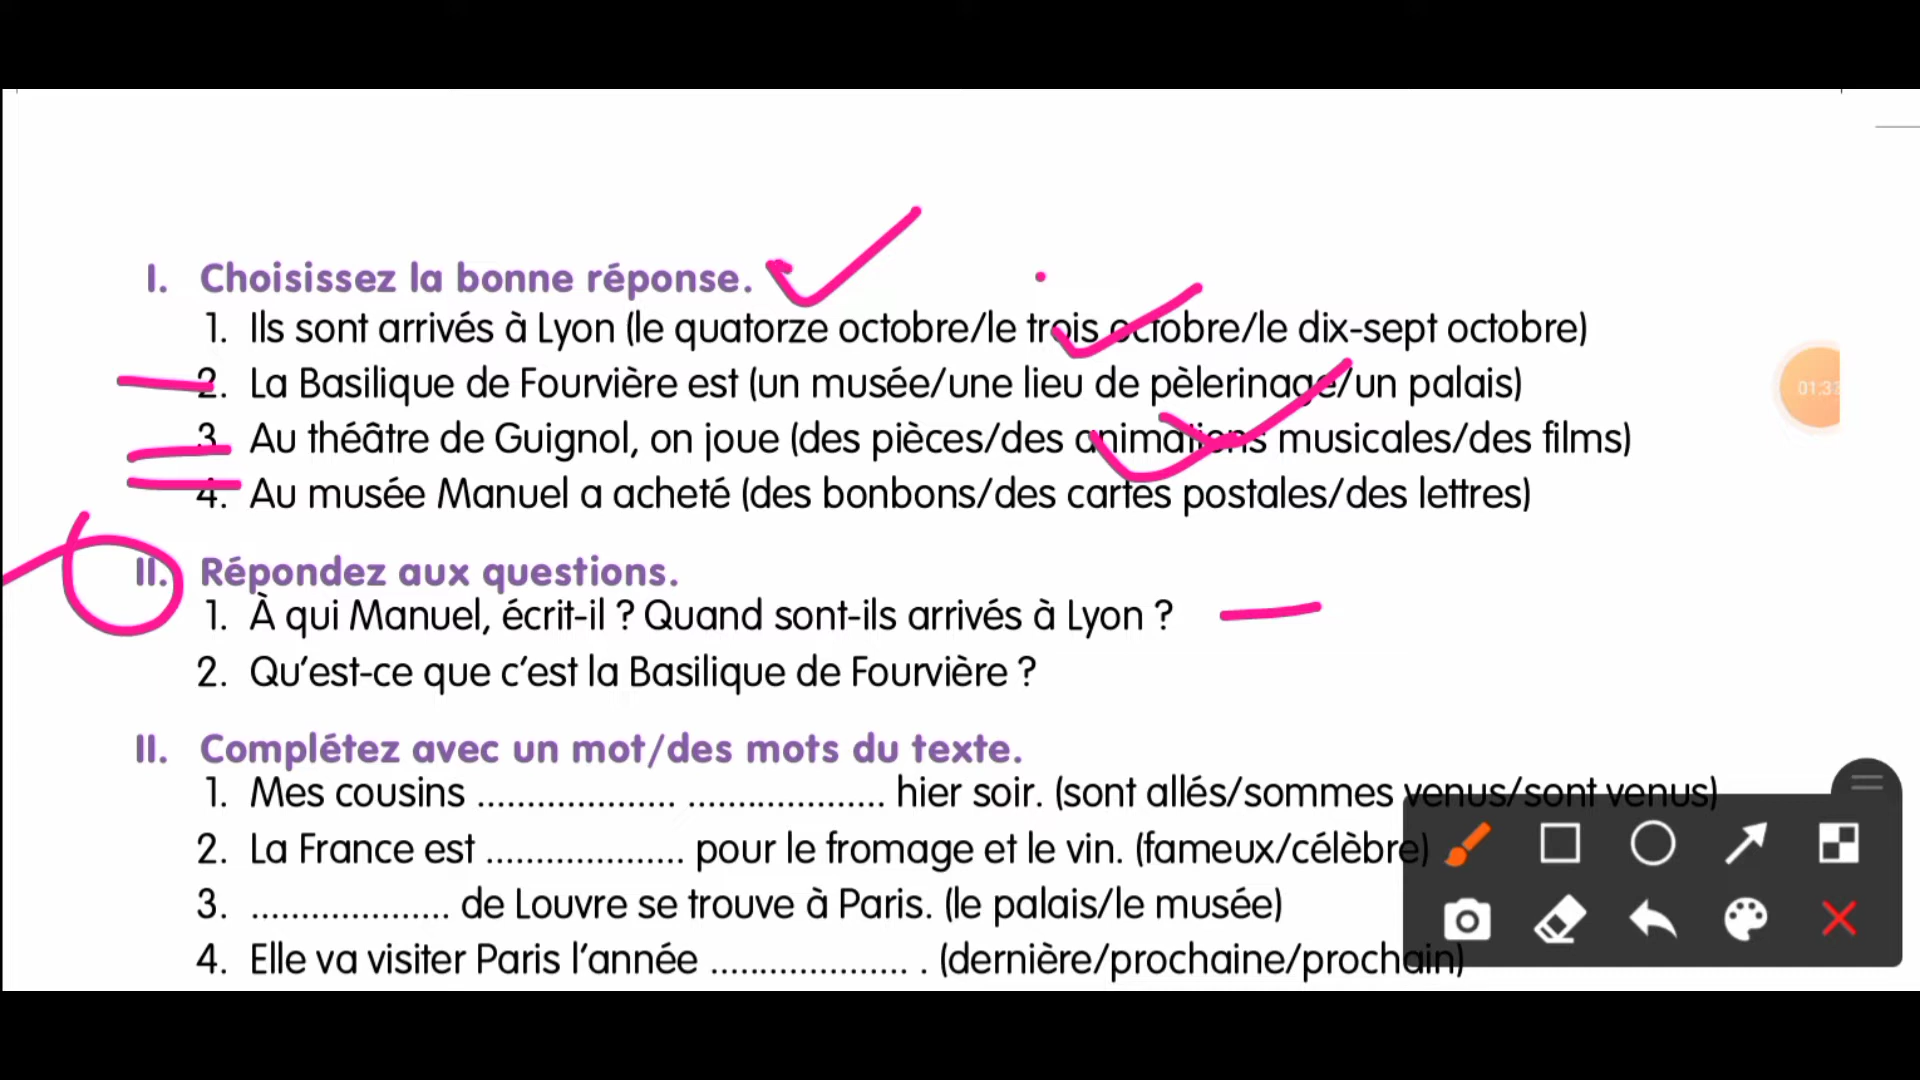 I. Choisissez la bonne réponse.
1. Ils sont arrivés à Lyon (le quatorze octobre/le trois octobre/le dix-sept octobre)
2. La Basilique de Fourvière est (un musée/une lieu de pèlerinage/un palais)
3. Au théâtre de Guignol, on joue (des pièces/des animations musicales/des films)
4. Au musée Manuel a acheté (des bonbons/des cartes postales/des lettres)
II. Répondez aux questions.
1. À qui Manuel, écrit-il ? Quand sont-ils arrivés à Lyon ?
2. Qu’est-ce que c’est la Basilique de Fourvière ?
II. Complétez avec un mot/des mots du texte.
1. Mes cousins .................... .................... hier soir. (sont allés/sommes venus/sont venus)
2. La France est .................... pour le fromage et le vin. (fameux/célèbre)
3. .................... de Louvre se trouve à Paris. (le palais/le musée)
4. Elle va visiter Paris l’année .................... . (dernière/prochaine/prochain)